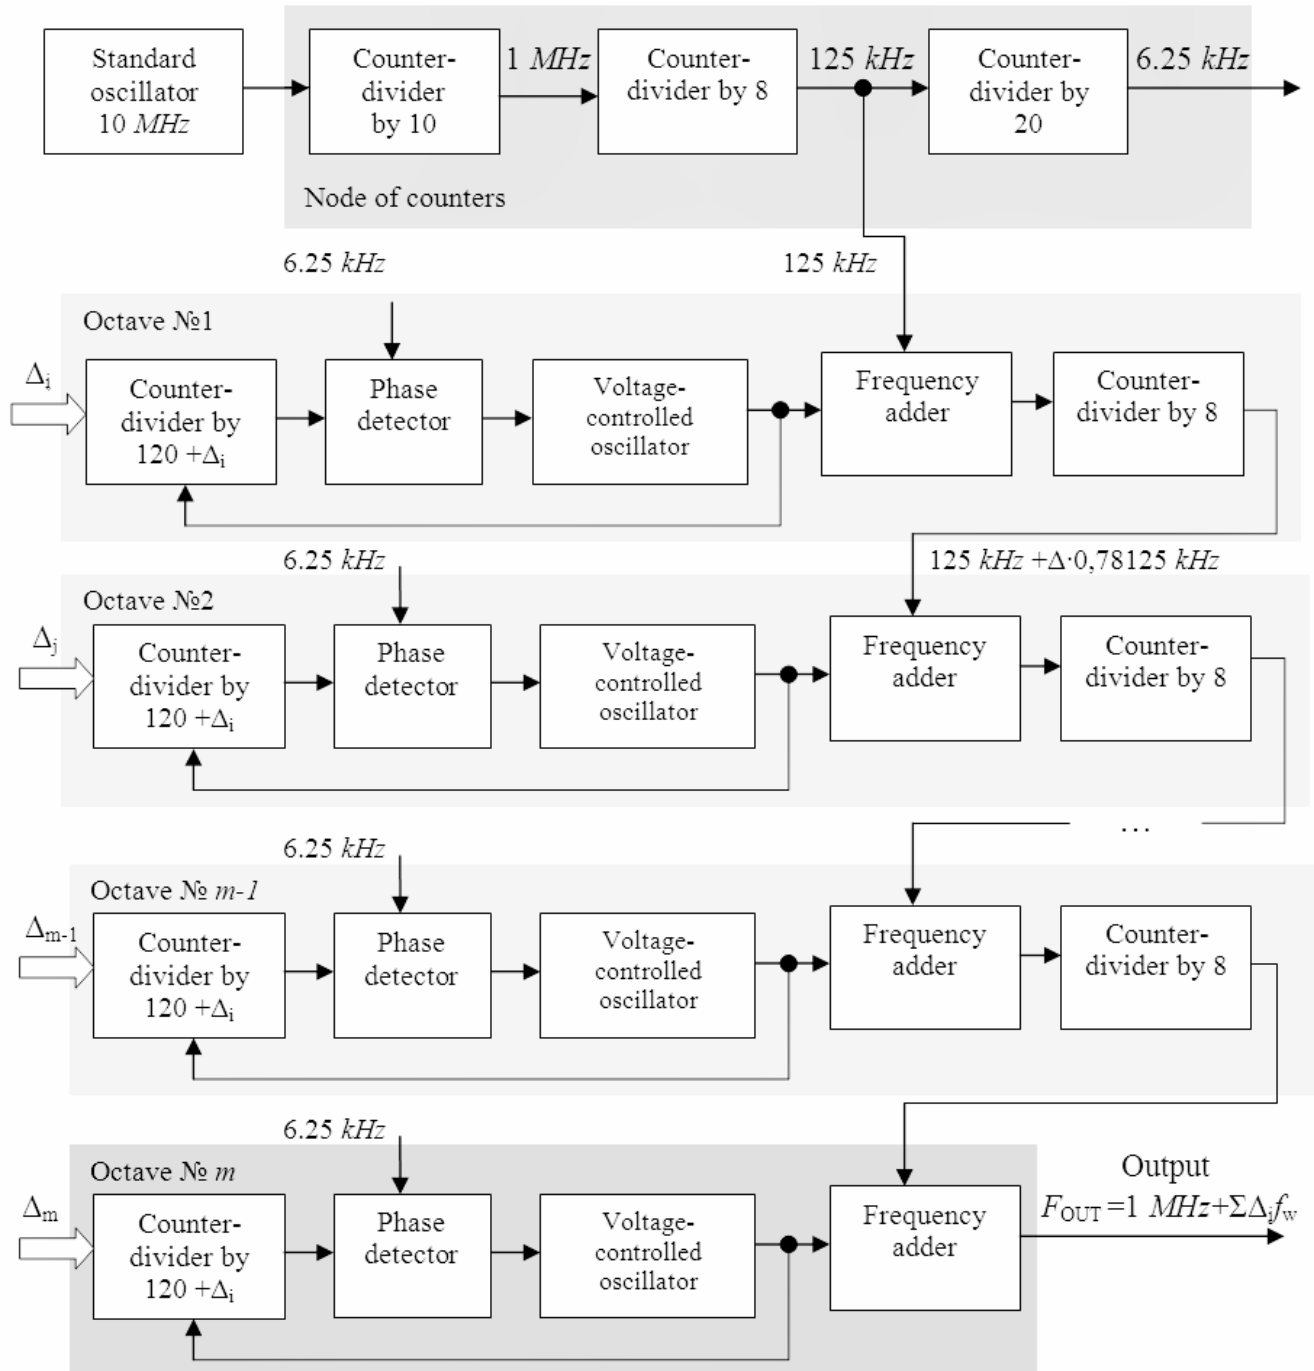 Standard
oscillator
10 MHz
Counter-
divider
by 10
1 MHz
Counter-
divider by 8
125 kHz
Counter-
divider by
20
6.25 kHz
Node of counters
6.25 kHz
125 kHz
Octave №1
Δi
Counter-
divider by
120 +Δi
Phase
detector
Voltage-
controlled
oscillator
Frequency
adder
Counter-
divider by 8
6.25 kHz
125 kHz +Δ·0,78125 kHz
Octave №2
Δj
Counter-
divider by
120 +Δi
Phase
detector
Voltage-
controlled
oscillator
Frequency
adder
Counter-
divider by 8
...
6.25 kHz
Octave № m-1
Δm-1
Counter-
divider by
120 +Δi
Phase
detector
Voltage-
controlled
oscillator
Frequency
adder
Counter-
divider by 8
6.25 kHz
Octave № m
Δm
Counter-
divider by
120 +Δi
Phase
detector
Voltage-
controlled
oscillator
Frequency
adder
Output
FOUT =1 MHz+ΣΔifw